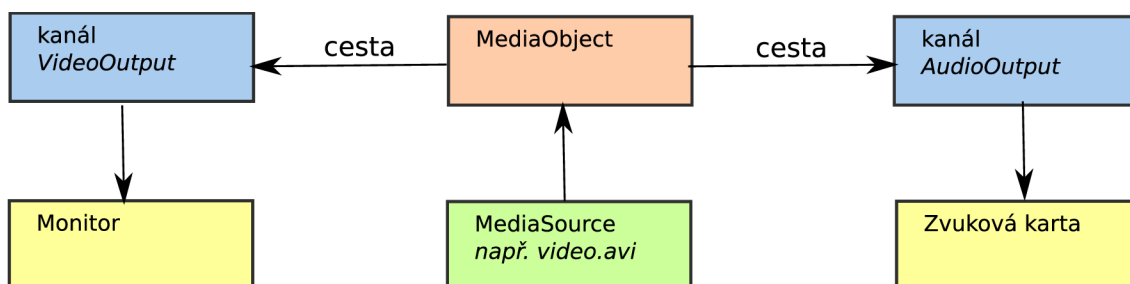 kanál
VideoOutput
cesta
MediaObject
cesta
kanál
AudioOutput
Monitor
MediaSource
např. video.avi
Zvuková karta